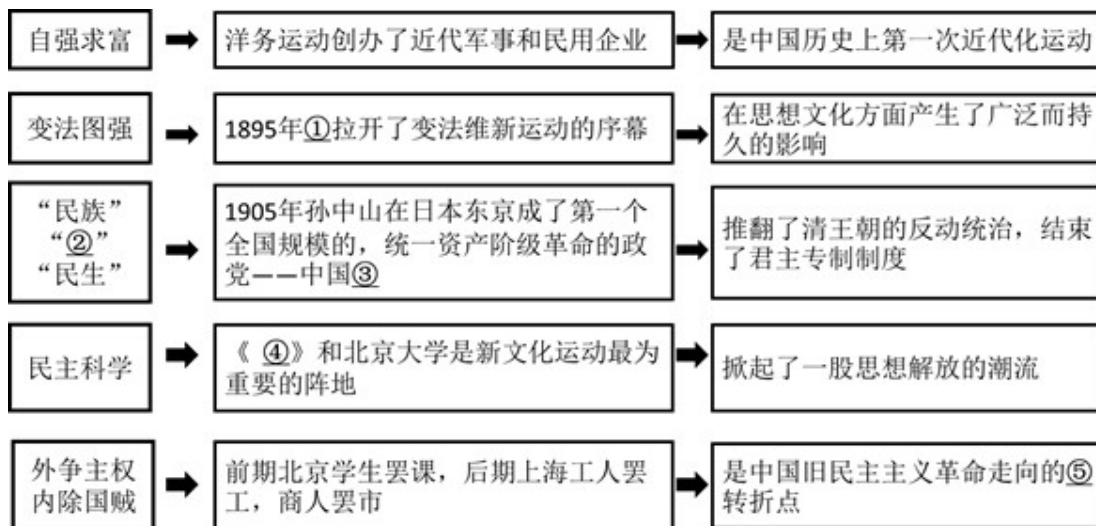 自强求富
洋务运动创办了近代军事和民用企业
是中国历史上第一次近代化运动
变法图强
1895年①拉开了变法维新运动的序幕
在思想文化方面产生了广泛而持
久的影响
“民族”
“②”
“民生”
1905年孙中山在日本东京成了第一个
全国规模的，统一资产阶级革命的政
党——中国③
推翻了清王朝的反动统治，结束
了君主专制制度
民主科学
《 ④》和北京大学是新文化运动最为
重要的阵地
掀起了一股思想解放的潮流
外争主权
内除国贼
前期北京学生罢课，后期上海工人罢
工，商人罢市
是中国旧民主主义革命走向的⑤
转折点